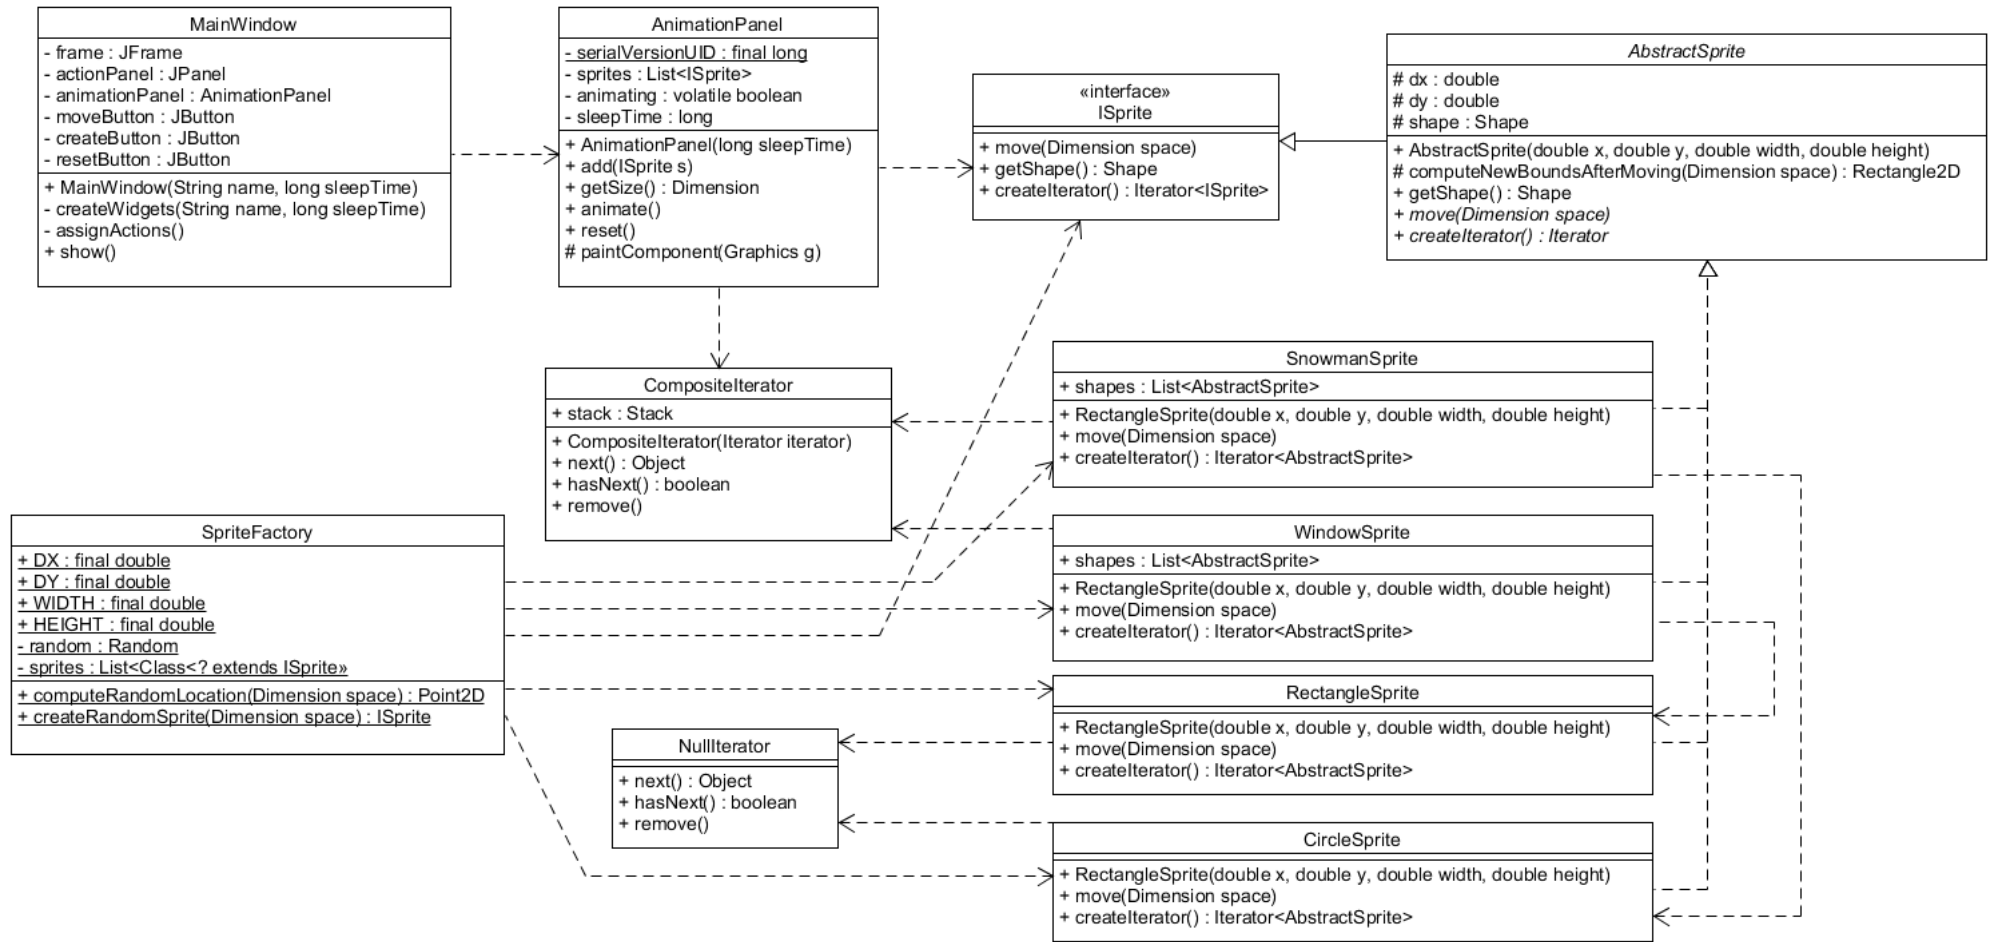 MainWindow
- frame : JFrame
- actionPanel : JPanel
- animationPanel : AnimationPanel
- moveButton : JButton
- createButton : JButton
- resetButton : JButton
+ MainWindow(String name, long sleepTime)
- createWidgets(String name, long sleepTime)
- assignActions()
+ show()
AnimationPanel
- serialVersionUID : final long
- sprites : List<ISprite>
- animating : volatile boolean
- sleepTime : long
+ AnimationPanel(long sleepTime)
+ add(ISprite s)
+ getSize() : Dimension
+ animate()
+ reset()
# paintComponent(Graphics g)
«interface»
ISprite
+ move(Dimension space)
+ getShape() : Shape
+ createIterator() : Iterator<ISprite>
AbstractSprite
# dx : double
# dy : double
# shape : Shape
+ AbstractSprite(double x, double y, double width, double height)
# computeNewBoundsAfterMoving(Dimension space) : Rectangle2D
+ getShape() : Shape
+ move(Dimension space)
+ createIterator() : Iterator
CompositeIterator
+ stack : Stack
+ CompositeIterator(Iterator iterator)
+ next() : Object
+ hasNext() : boolean
+ remove()
SnowmanSprite
+ shapes : List<AbstractSprite>
+ RectangleSprite(double x, double y, double width, double height)
+ move(Dimension space)
+ createIterator() : Iterator<AbstractSprite>
SpriteFactory
+ DX : final double
+ DY : final double
+ WIDTH : final double
+ HEIGHT : final double
- random : Random
- sprites : List<Class<? extends ISprite»
+ computeRandomLocation(Dimension space) : Point2D
+ createRandomSprite(Dimension space) : ISprite
WindowSprite
+ shapes : List<AbstractSprite>
+ RectangleSprite(double x, double y, double width, double height)
+ move(Dimension space)
+ createIterator() : Iterator<AbstractSprite>
RectangleSprite
+ RectangleSprite(double x, double y, double width, double height)
+ move(Dimension space)
+ createIterator() : Iterator<AbstractSprite>
NullIterator
+ next() : Object
+ hasNext() : boolean
+ remove()
CircleSprite
+ RectangleSprite(double x, double y, double width, double height)
+ move(Dimension space)
+ createIterator() : Iterator<AbstractSprite>